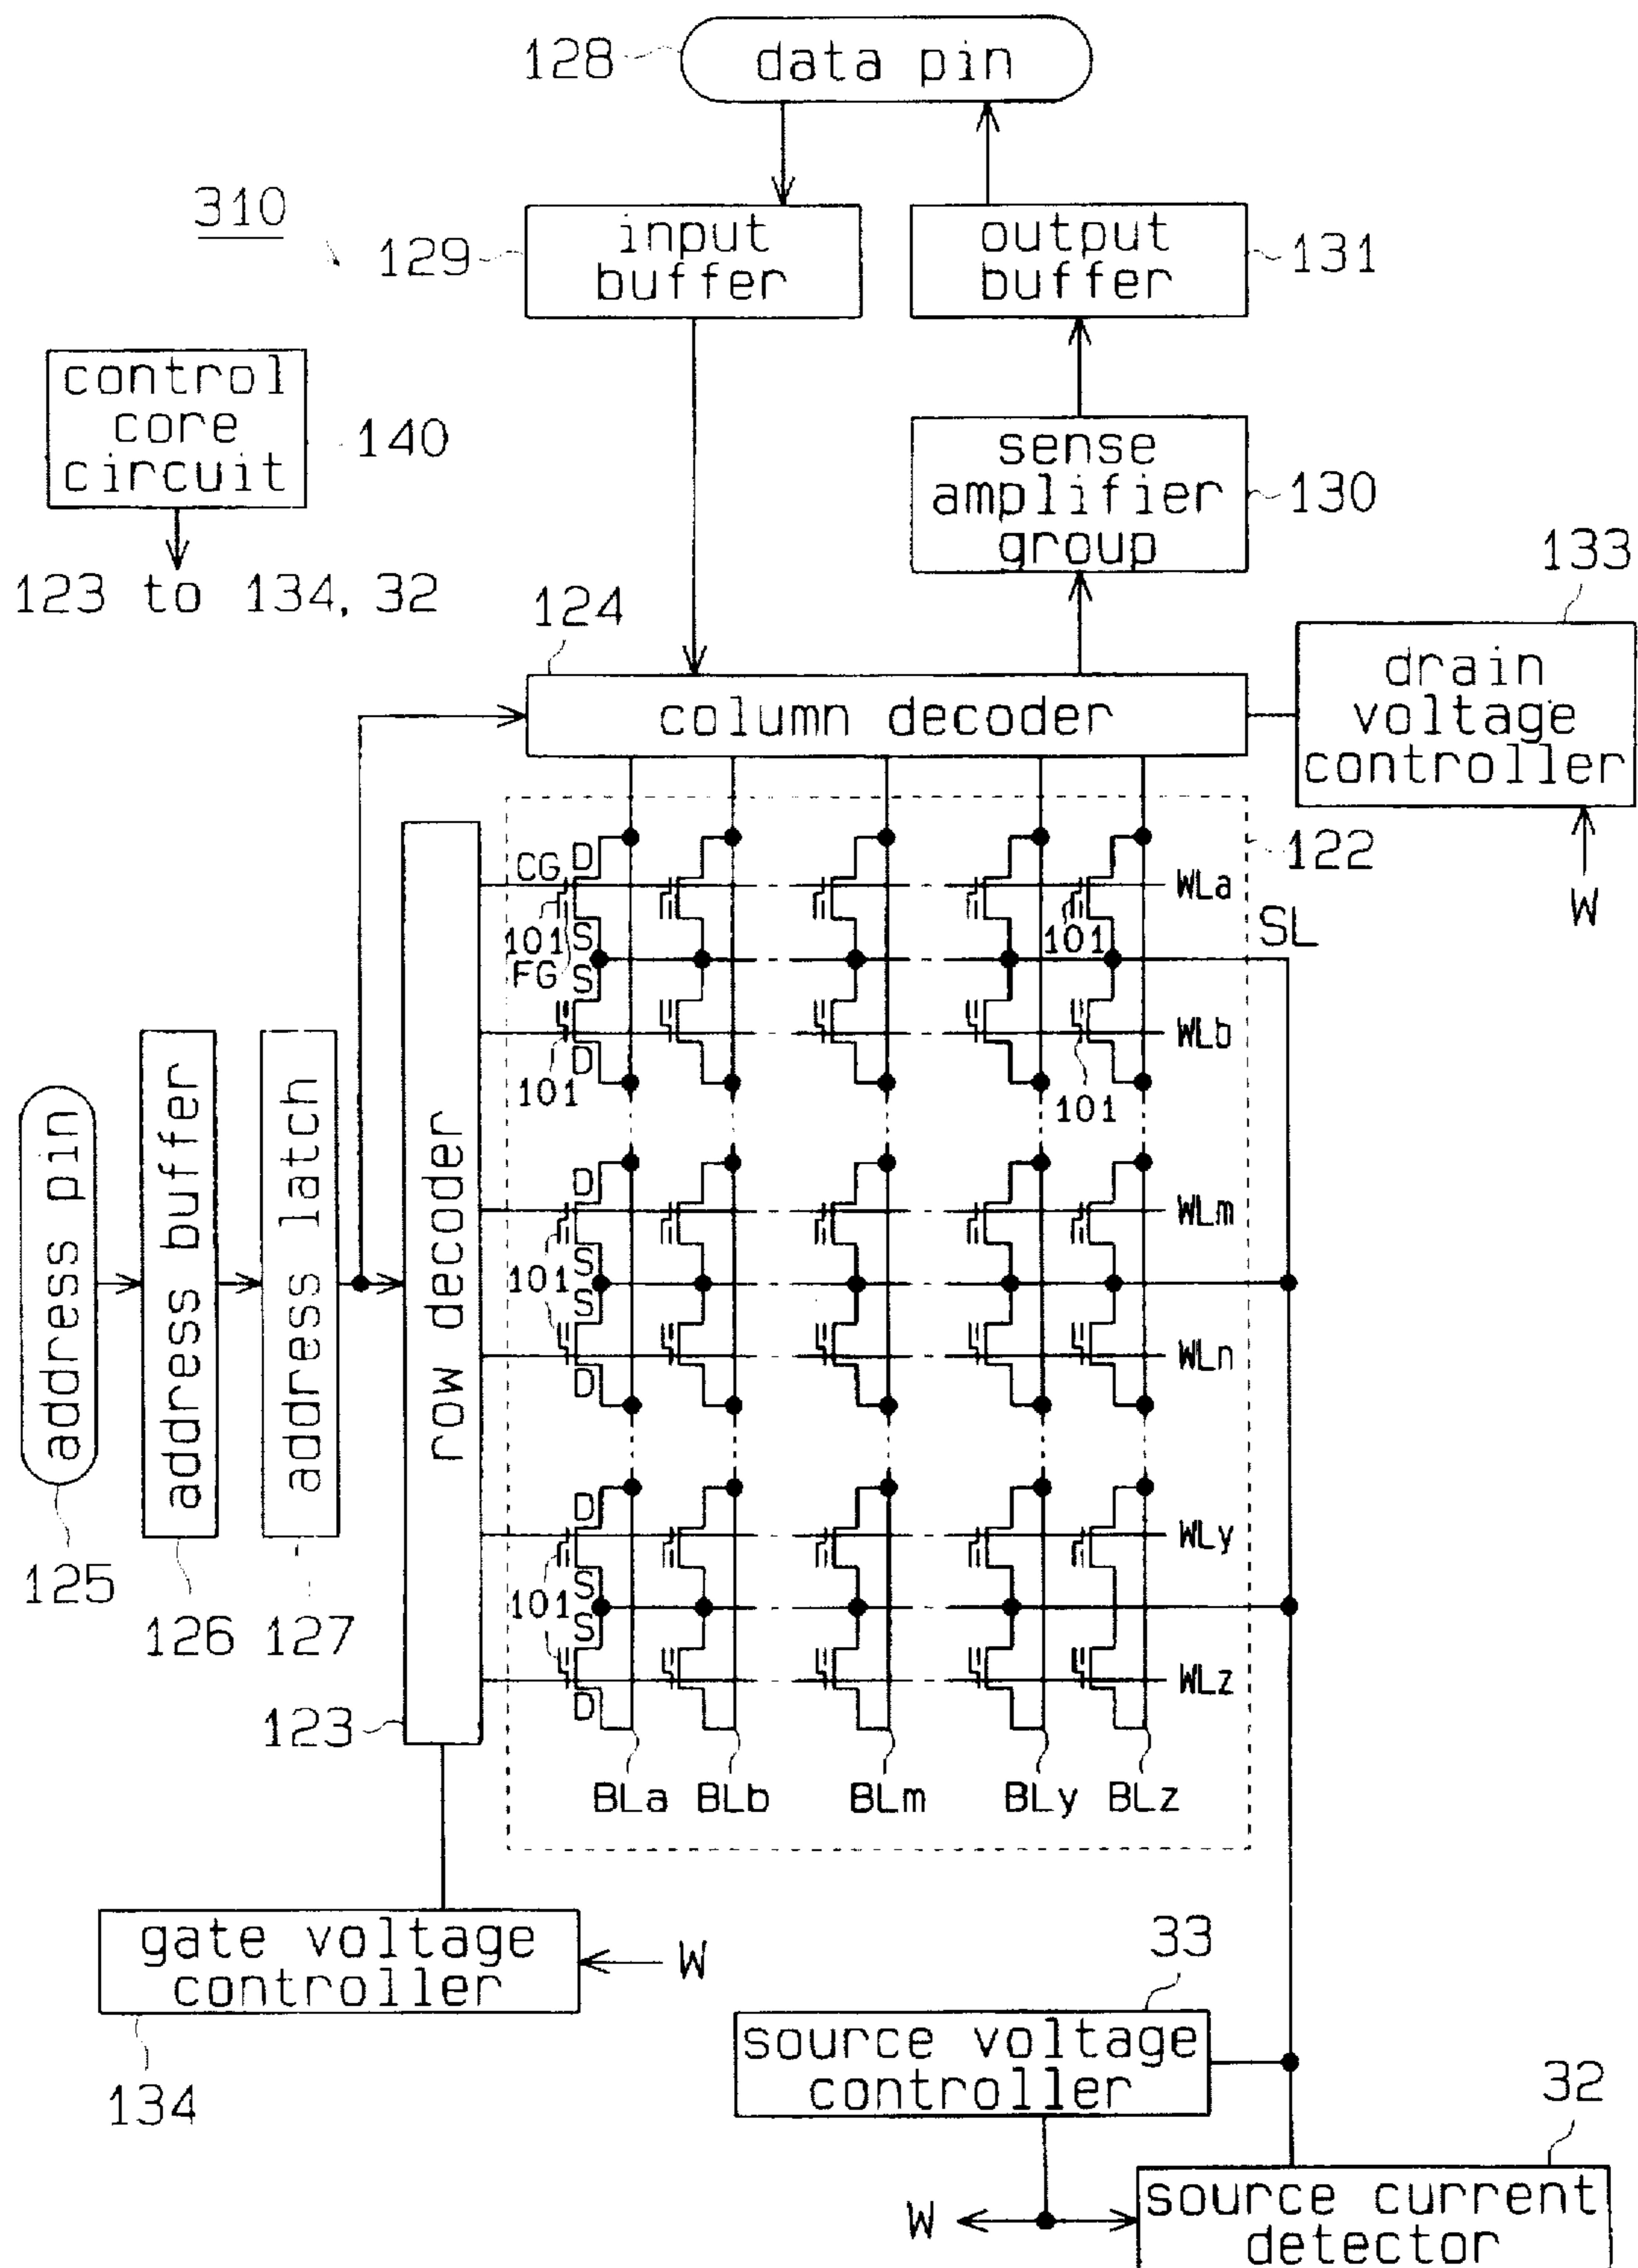 128
data pin
310
129
input
buffer
output
buffer
131
control
core
circuit
140
sense
amplifier
group
130
123 to 134, 32
124
column decoder
133
drain
voltage
controller
W
122
CG
D
WLa
101
S
101
SL
FG
S
WLb
D
101
101
address pin
125
address buffer
126
address latch
127
row decoder
123
D
WLm
S
101
S
WLn
D
D
WLy
S
101
S
WLz
D
BLa
BLb
BLm
BLy
BLz
gate voltage
controller
W
134
33
source voltage
controller
32
W
source current
detector